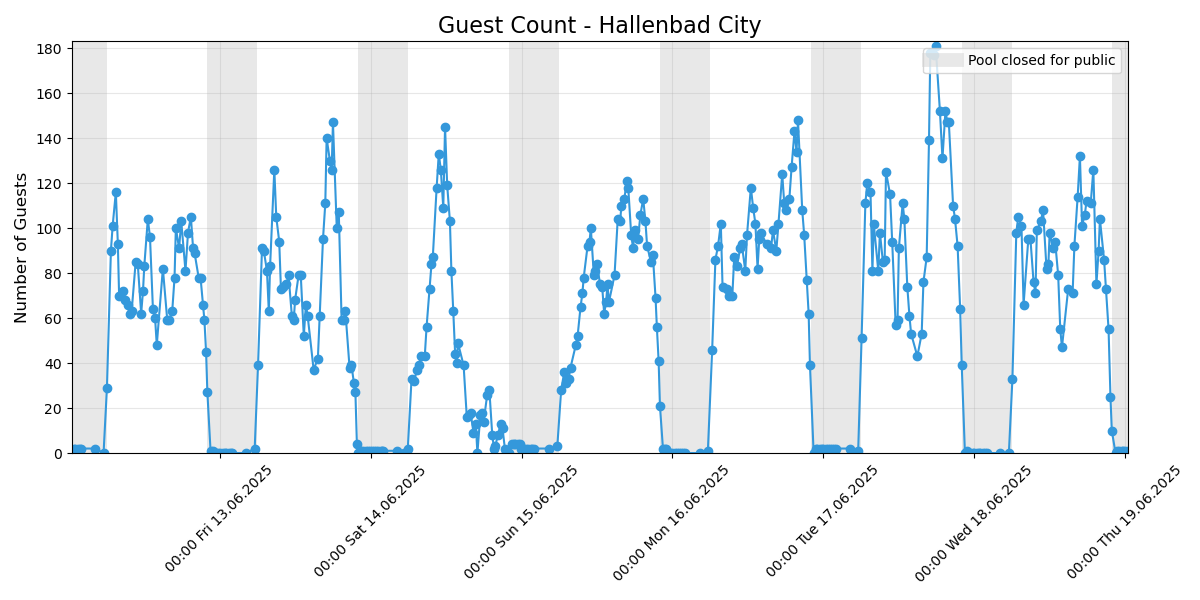 Guest Count - Hallenbad City
Pool closed for public
Number of Guests
180
160
140
120
100
80
60
40
20
0
00:00 Fri 13.06.2025
00:00 Sat 14.06.2025
00:00 Sun 15.06.2025
00:00 Mon 16.06.2025
00:00 Tue 17.06.2025
00:00 Wed 18.06.2025
00:00 Thu 19.06.2025